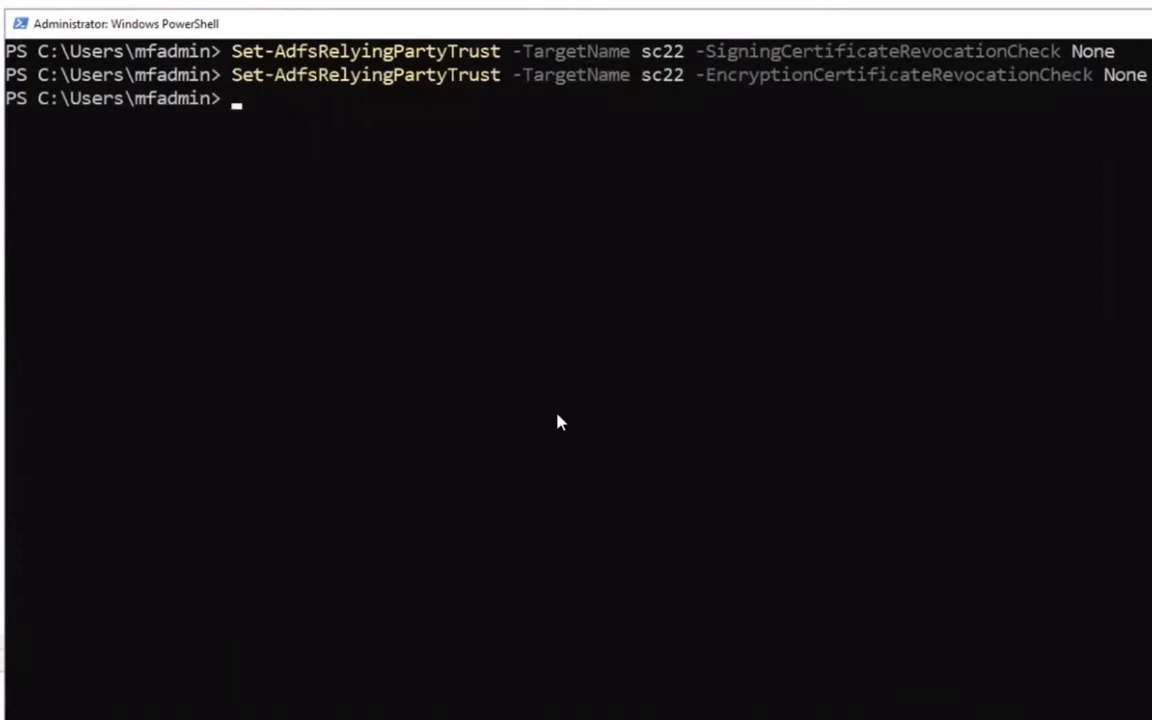 Administrator: Windows PowerShell
PS C:\Users\mfadmin> Set-AdfsRelyingPartyTrust -TargetName sc22 -SigningCertificateRevocationCheck None
PS C:\Users\mfadmin> Set-AdfsRelyingPartyTrust -TargetName sc22 -EncryptionCertificateRevocationCheck None
PS C:\Users\mfadmin>